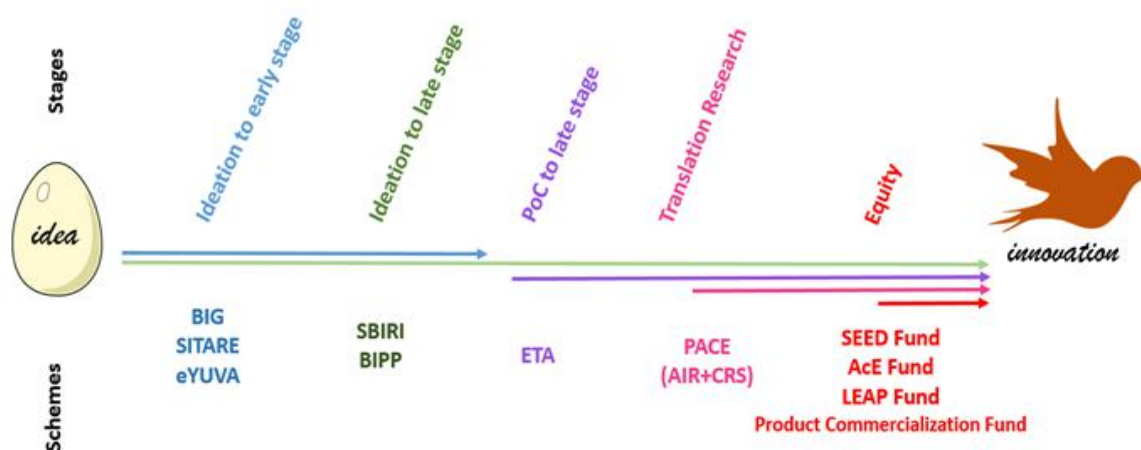 Stages
Ideation to early stage
Ideation to late stage
PoC to late stage
Translation Research
Equity
idea
innovation
Schemes
BIG
SITARE
eYUVA
SBIRI
BIPP
ETA
PACE
(AIR+CRS)
SEED Fund
AcE Fund
LEAP Fund
Product Commercialization Fund